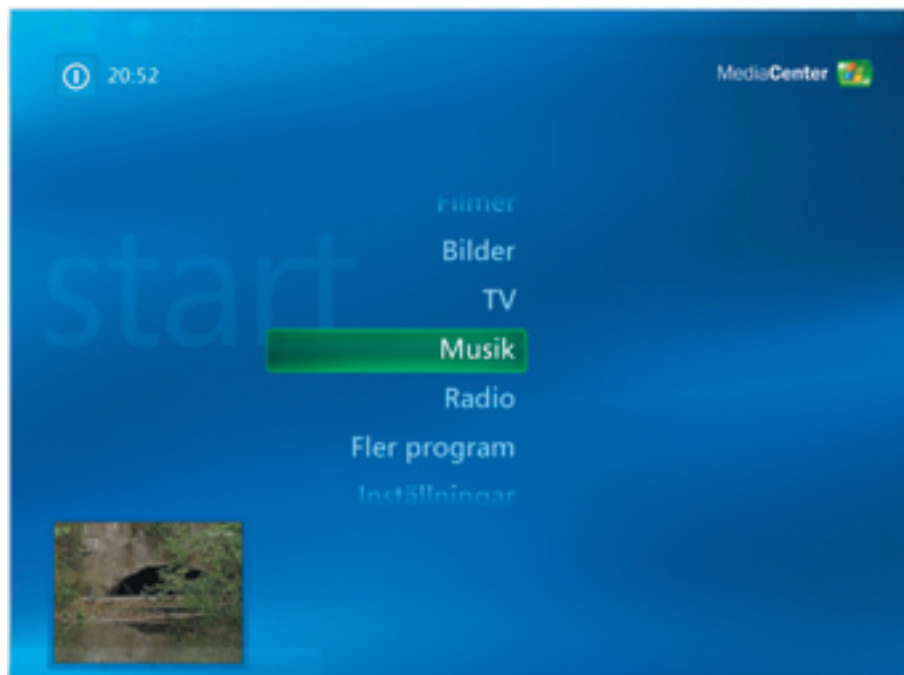 20:52
MediaCenter
Filmer
Bilder
start
TV
Musik
Radio
Fler program
Inställningar